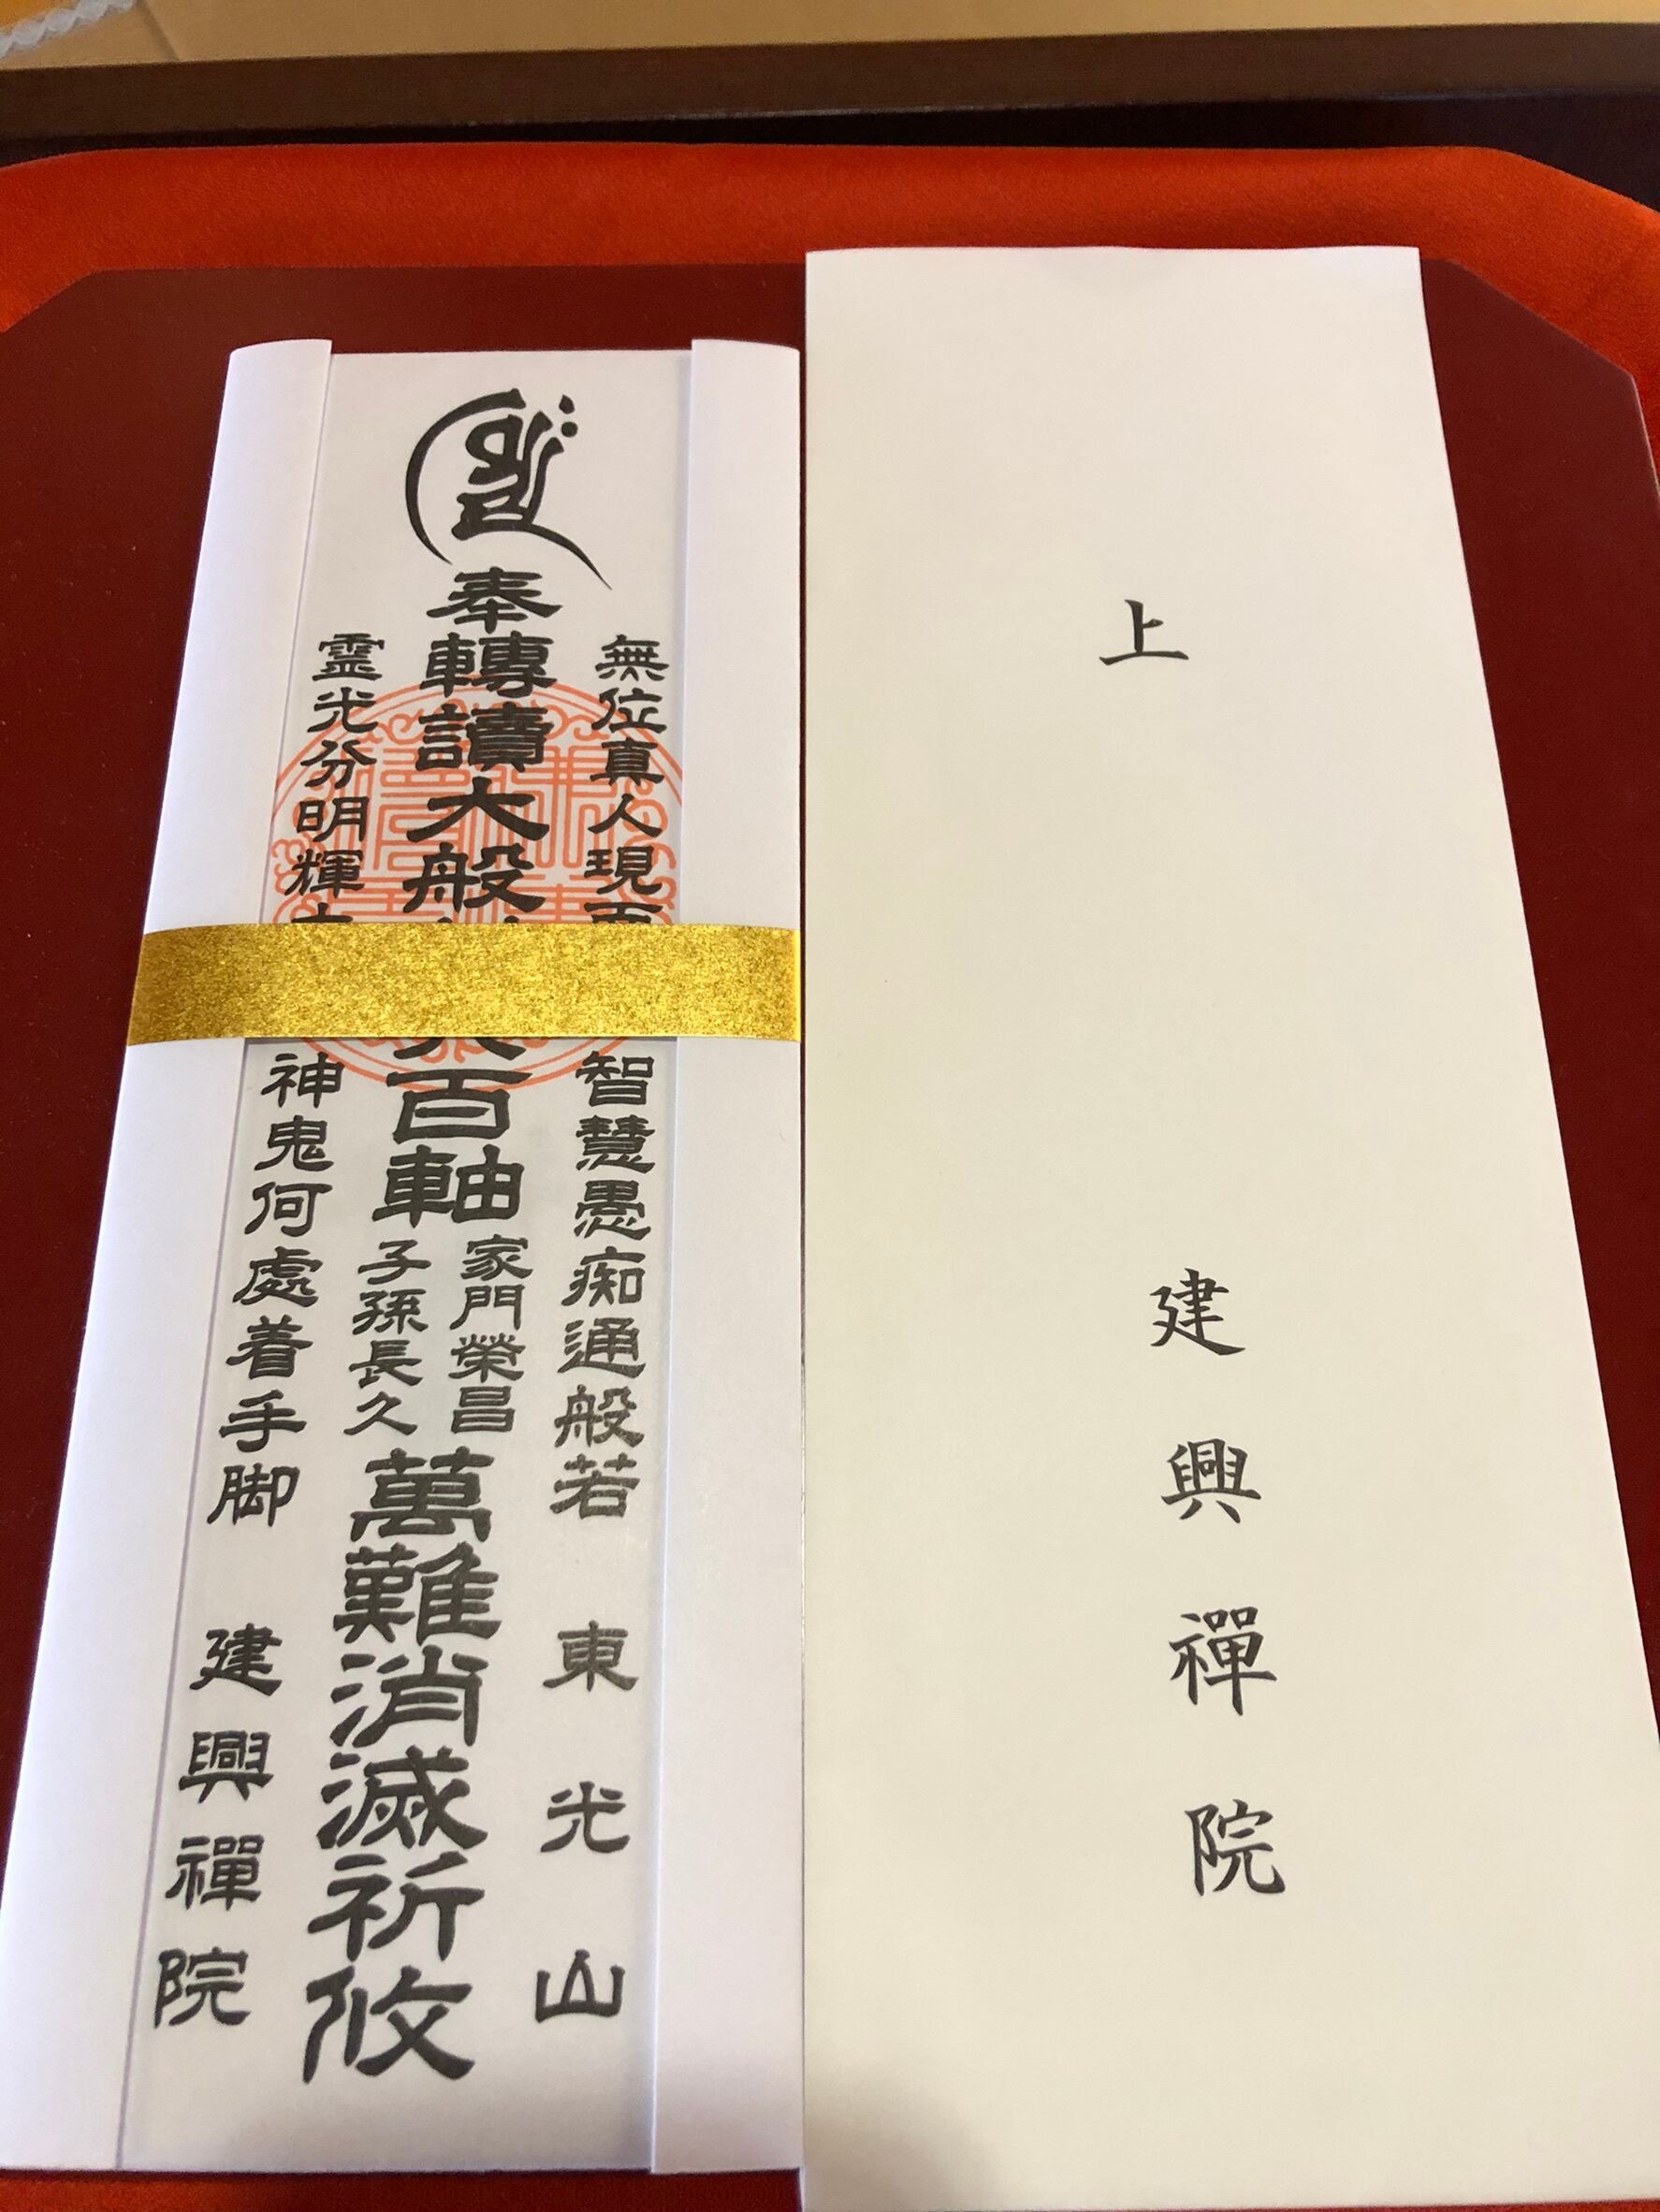 上
建興禪院
無位真人現
智慧愚痴通般若
東光山
奉轉讀大般
百軸
家門榮昌
子孫長久
萬難消滅祈攸
霊光分明輝
神鬼何處着手脚
建興禪院